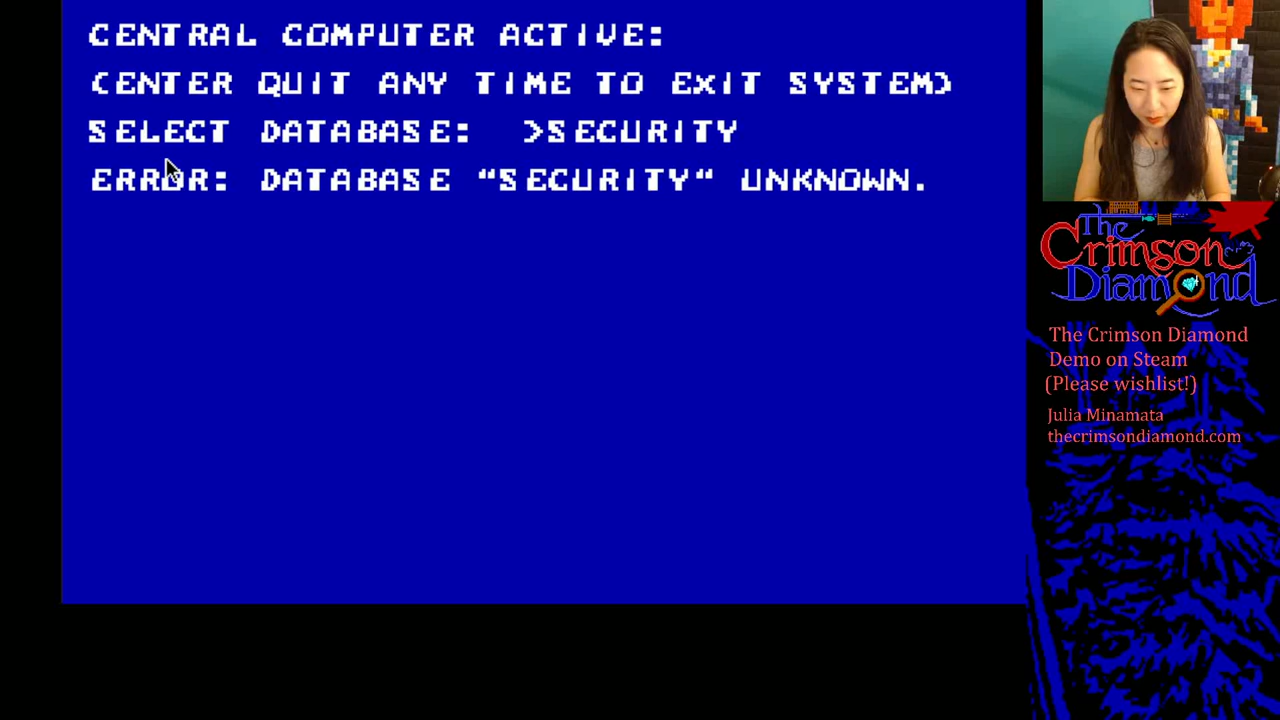 CENTRAL COMPUTER ACTIVE:
(ENTER QUIT ANY TIME TO EXIT SYSTEM)
SELECT DATABASE: >SECURITY
ERROR: DATABASE "SECURITY" UNKNOWN.
The
Crimson
Diamond
The Crimson Diamond
Demo on Steam
(Please wishlist!)
Julia Minamata
thecrimsondiamond.com